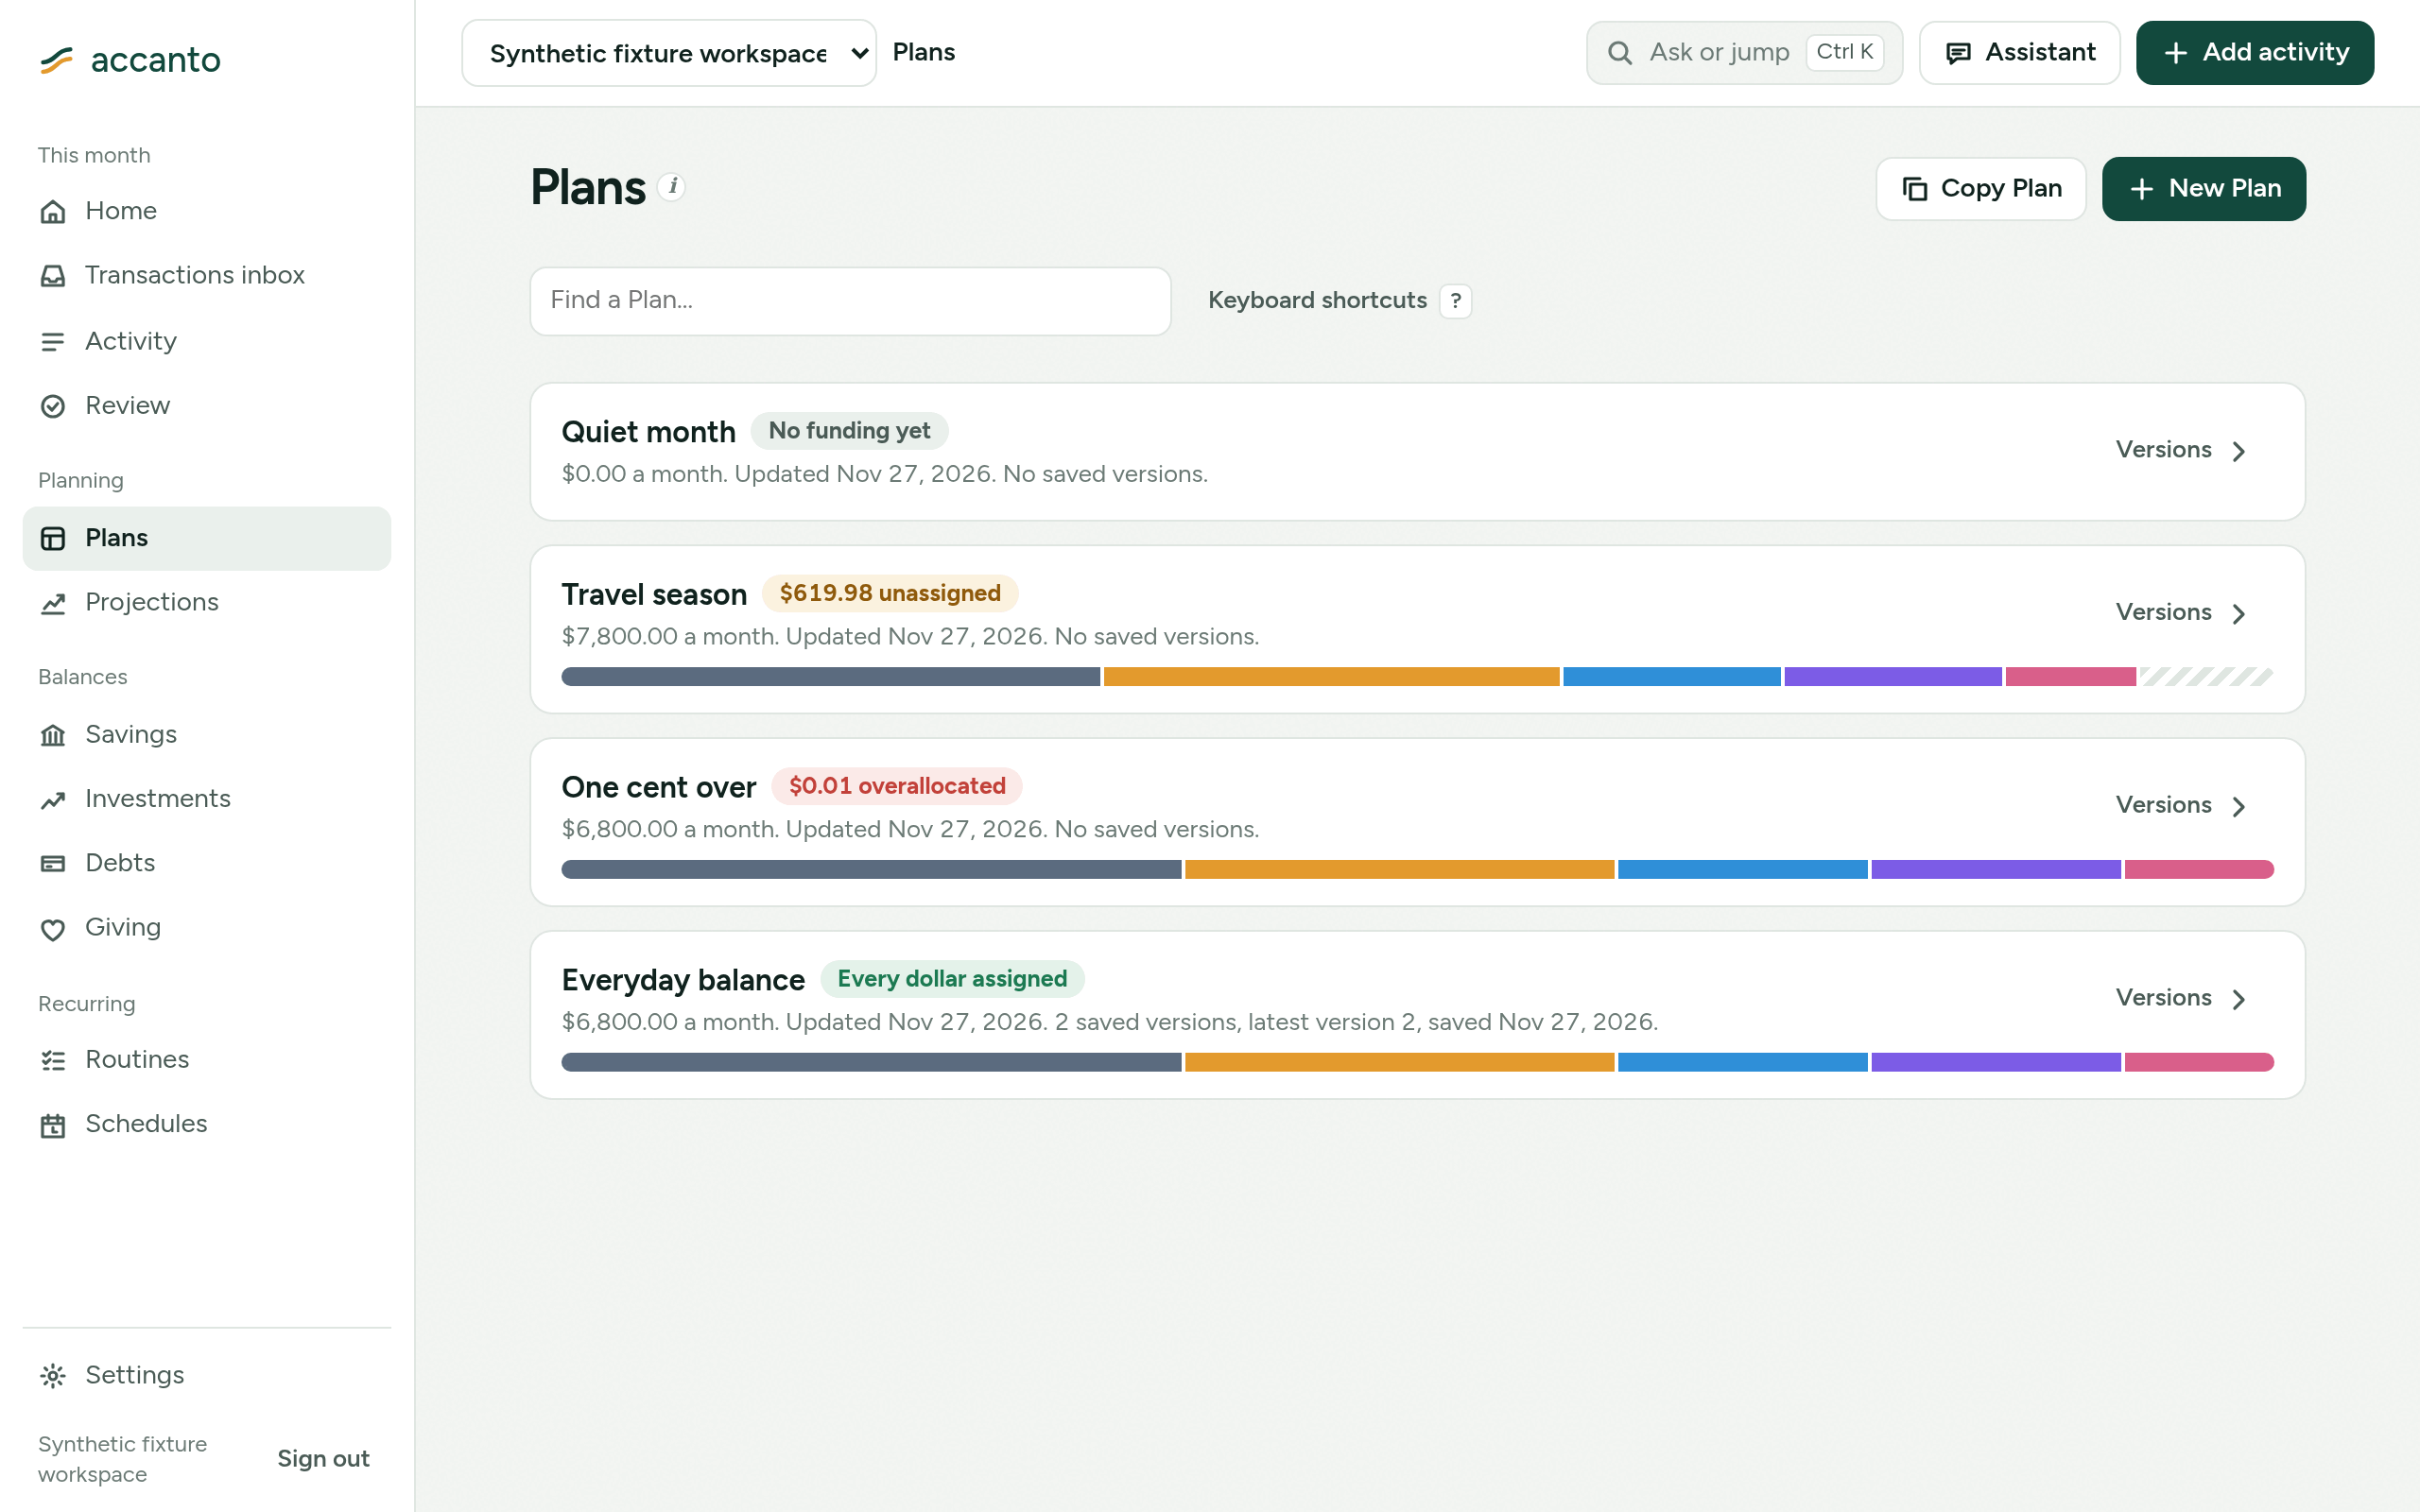 accanto
This month
Home
Transactions inbox
Activity
Review
Planning
Plans
Projections
Balances
Savings
Investments
Debts
Giving
Recurring
Routines
Schedules
Settings
Synthetic fixture
workspace
Sign out
Synthetic fixture workspace
Plans
Ask or jump
Ctrl K
Assistant
Add activity
Plans
i
Copy Plan
New Plan
Find a Plan...
Keyboard shortcuts ?
Quiet month No funding yet
$0.00 a month. Updated Nov 27, 2026. No saved versions.
Versions
Travel season $619.98 unassigned
$7,800.00 a month. Updated Nov 27, 2026. No saved versions.
Versions
One cent over $0.01 overallocated
$6,800.00 a month. Updated Nov 27, 2026. No saved versions.
Versions
Everyday balance Every dollar assigned
$6,800.00 a month. Updated Nov 27, 2026. 2 saved versions, latest version 2, saved Nov 27, 2026.
Versions